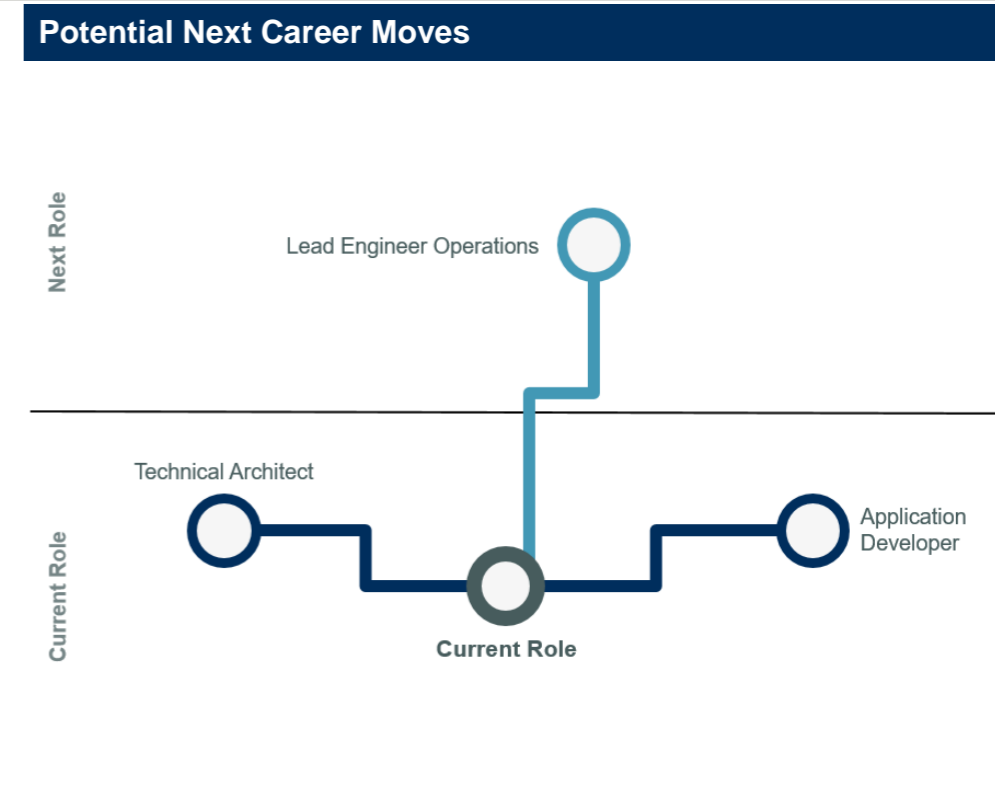 Potential Next Career Moves
Next Role
Lead Engineer Operations
Technical Architect
Application
Developer
Current Role
Current Role